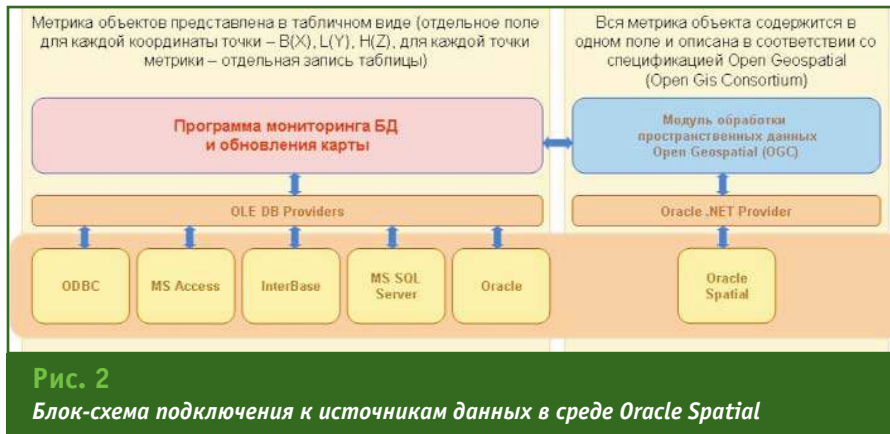 Метрика объектов представлена в табличном виде (отдельное поле
для каждой координаты точки – B(X), L(Y), H(Z), для каждой точки
метрики – отдельная запись таблицы)
Вся метрика объекта содержится в
одном поле и описана в соответствии со
спецификацией Open Geospatial
(Open Gis Consortium)
Программа мониторинга БД
и обновления карты
Модуль обработки
пространственных данных
Open Geospatial (OGC)
OLE DB Providers
Oracle .NET Provider
ODBC
MS Access
InterBase
MS SQL
Server
Oracle
Oracle
Spatial
Рис. 2
Блок-схема подключения к источникам данных в среде Oracle Spatial